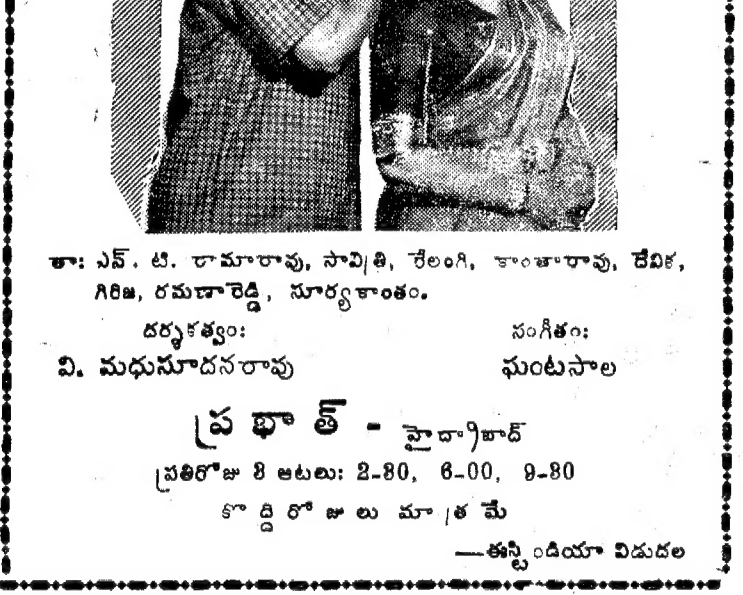 తా: ఎన్. టి. రామారావు, సావిత్రి, రేలంగి, కాంతారావు, దేవిక,
గిరిజ, రమణారెడ్డి, సూర్యకాంతం.
దర్శకత్వం: సంగీతం:
వి. మధుసూదనరావు ఘంటసాల
ప్రభాత్ - హైద్రాబాద్
ప్రతిరోజు 3 ఆటలు: 2-30, 6-00, 9-30
కొద్ది రోజులు మాత్రమే
—ఈస్టిండియా విడుదల